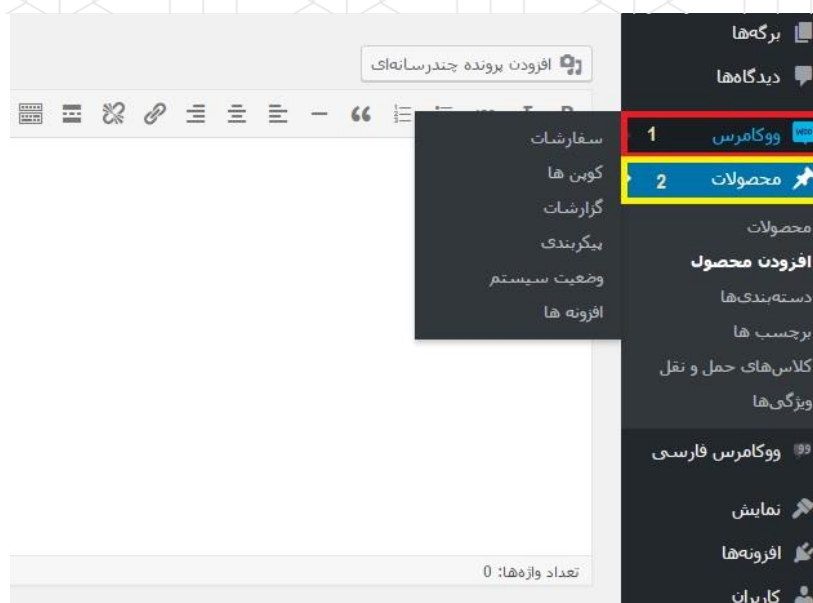 برگه‌ها
دیدگاه‌ها
ووکامرس 1
محصولات 2
محصولات
افزودن محصول
دسته‌بندی‌ها
برچسب ها
کلاس‌های حمل و نقل
ویژگی‌ها
ووکامرس فارسی
نمایش
افزونه‌ها
کاربران
سفارشات
کوپن ها
گزارشات
پیکربندی
وضعیت سیستم
افزونه ها
افزودن پرونده چندرسانه‌ای
تعداد واژه‌ها: 0